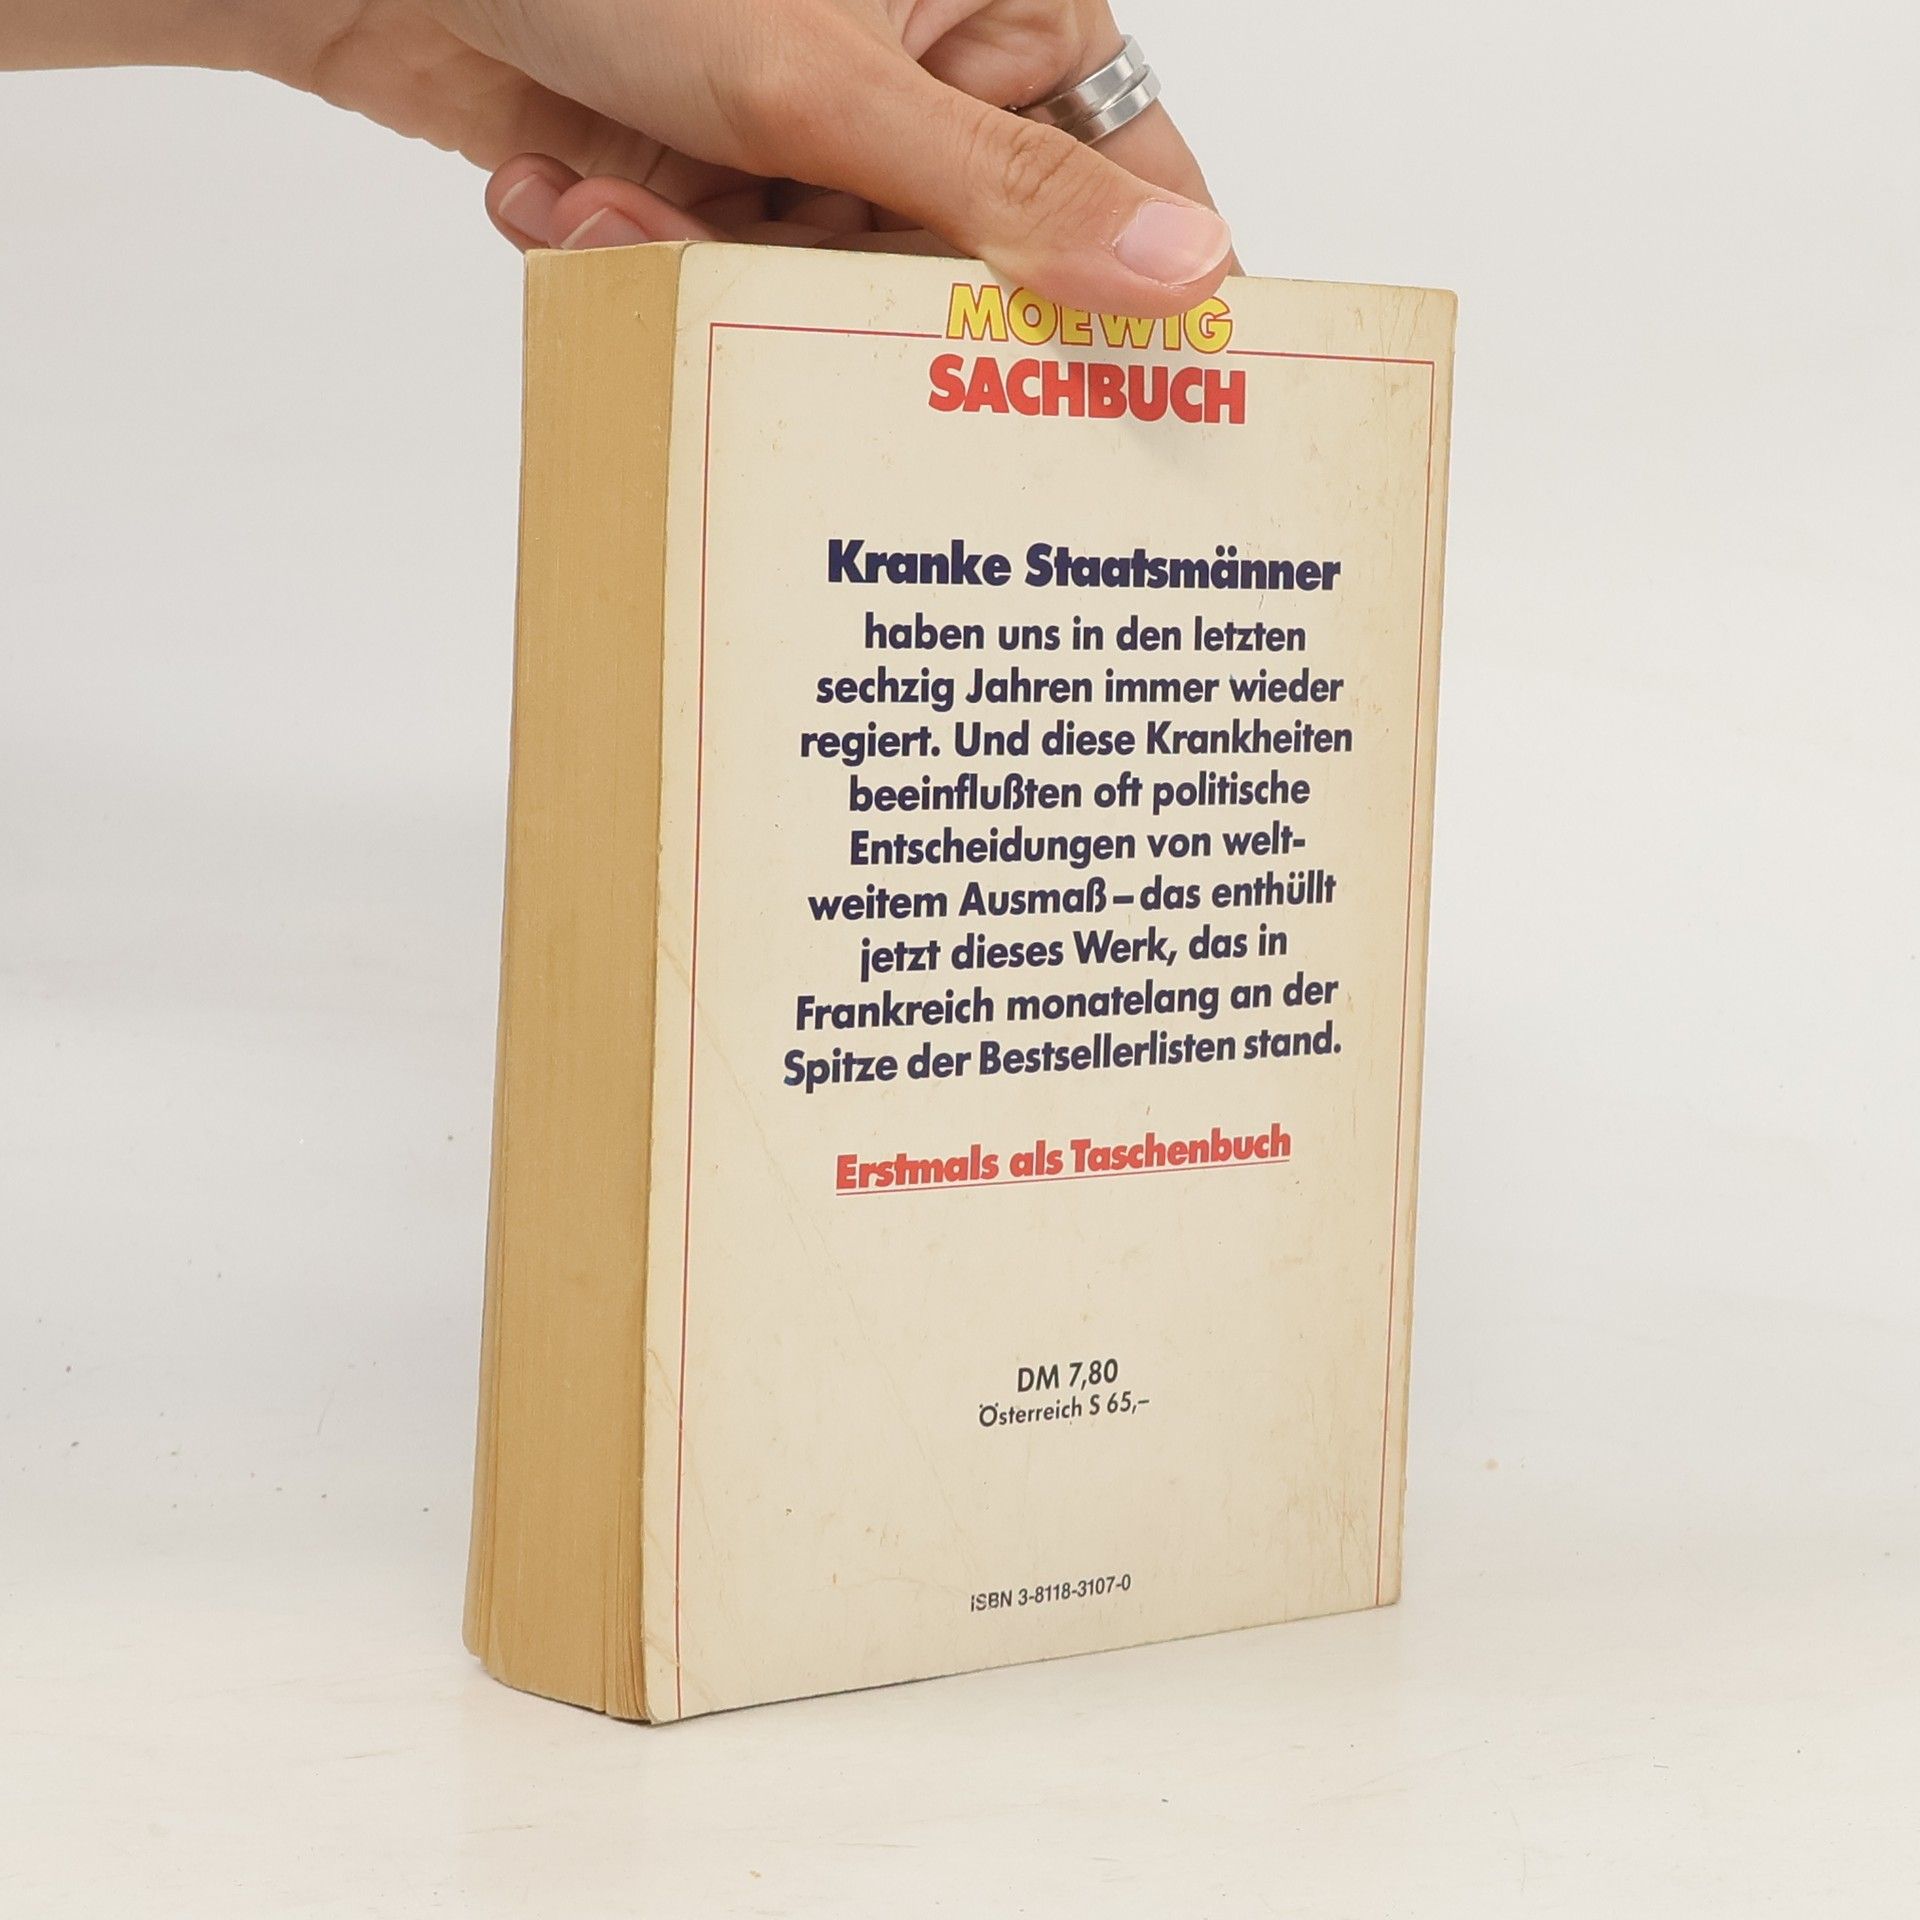 MOEWIG
SACHBUCH
Kranke Staatsmänner
haben uns in den letzten
sechzig Jahren immer wieder
regiert. Und diese Krankheiten
beeinflußten oft politische
Entscheidungen von welt-
weitem Ausmaß – das enthüllt
jetzt dieses Werk, das in
Frankreich monatelang an der
Spitze der Bestsellerlisten stand.
Erstmals als Taschenbuch
DM 7,80
Österreich S 65,–
ISBN 3-8118-3107-0